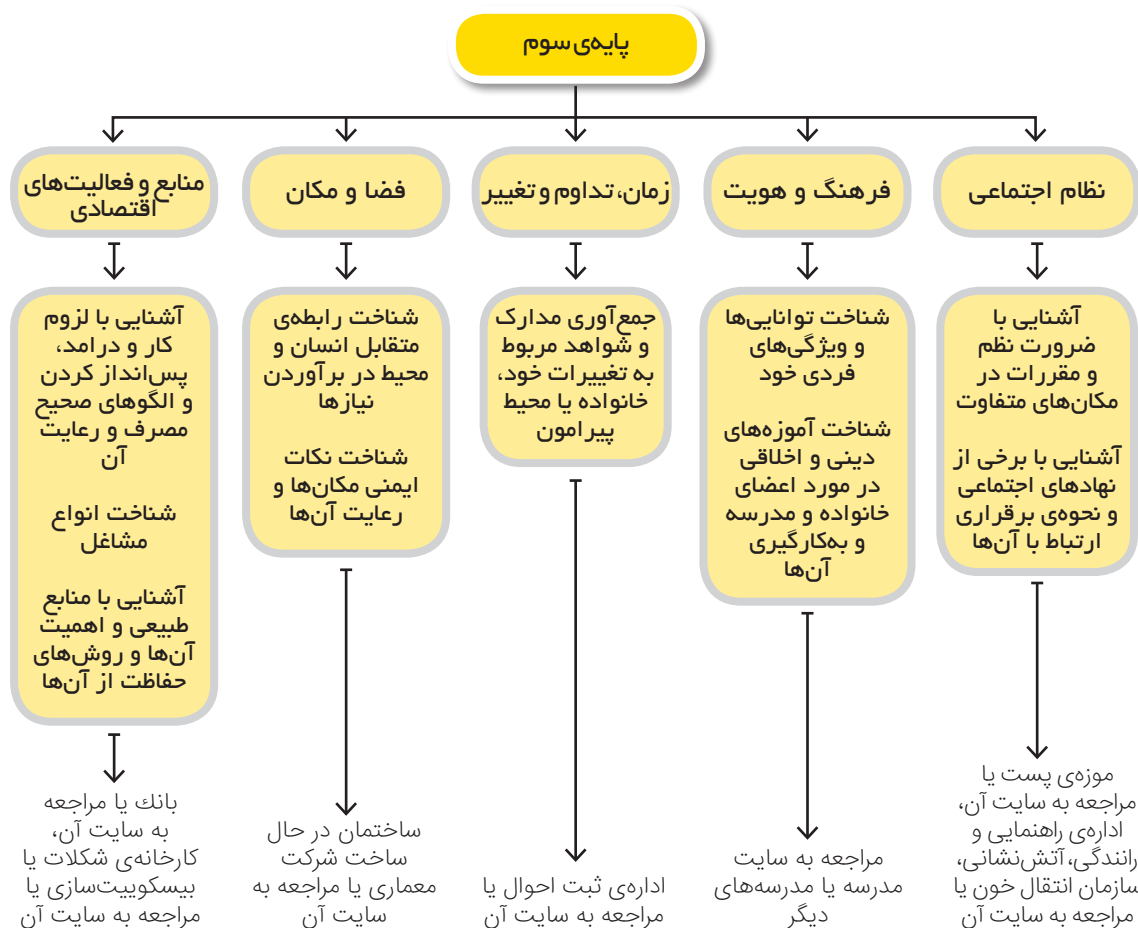 پایه‌ی سوم
نظام اجتماعی
فرهنگ و هویت
زمان، تداوم و تغییر
فضا و مکان
منابع و فعالیت‌های
اقتصادی
آشنایی با
ضرورت نظم
و مقررات در
مکان‌های متفاوت
آشنایی با برخی از
نهادهای اجتماعی
و نحوه‌ی برقراری
ارتباط با آن‌ها
شناخت توانایی‌ها
و ویژگی‌های
فردی خود
شناخت آموزه‌های
دینی و اخلاقی
در مورد اعضای
خانواده و مدرسه
و به‌کارگیری
آن‌ها
جمع‌آوری مدارک
و شواهد مربوط
به تغییرات خود،
خانواده یا محیط
پیرامون
شناخت رابطه‌ی
متقابل انسان و
محیط در برآوردن
نیازها
شناخت نکات
ایمنی مکان‌ها و
رعایت آن‌ها
آشنایی با لزوم
کار و درامد،
پس‌انداز کردن
و الگوهای صحیح
مصرف و رعایت
آن
شناخت انواع
مشاغل
آشنایی با منابع
طبیعی و اهمیت
آن‌ها و روش‌های
حفاظت از آن‌ها
موزه‌ی پست یا
مراجعه به سایت آن،
اداره‌ی راهنمایی و
رانندگی، آتش‌نشانی،
سازمان انتقال خون یا
مراجعه به سایت آن
مراجعه به سایت
مدرسه یا مدرسه‌های
دیگر
اداره‌ی ثبت احوال یا
مراجعه به سایت آن
ساختمان در حال
ساخت شرکت
معماری یا مراجعه به
سایت آن
بانك یا مراجعه
به سایت آن،
کارخانه‌ی شکلات یا
بیسکوییت‌سازی یا
مراجعه به سایت آن